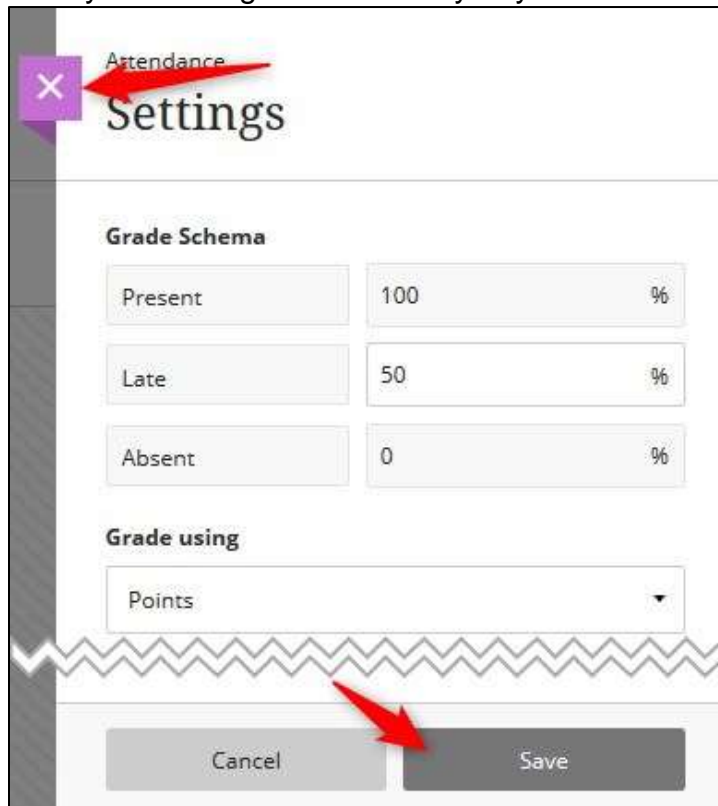 Attendance
Settings
Grade Schema
Present 100 %
Late 50 %
Absent 0 %
Grade using
Points
Cancel Save